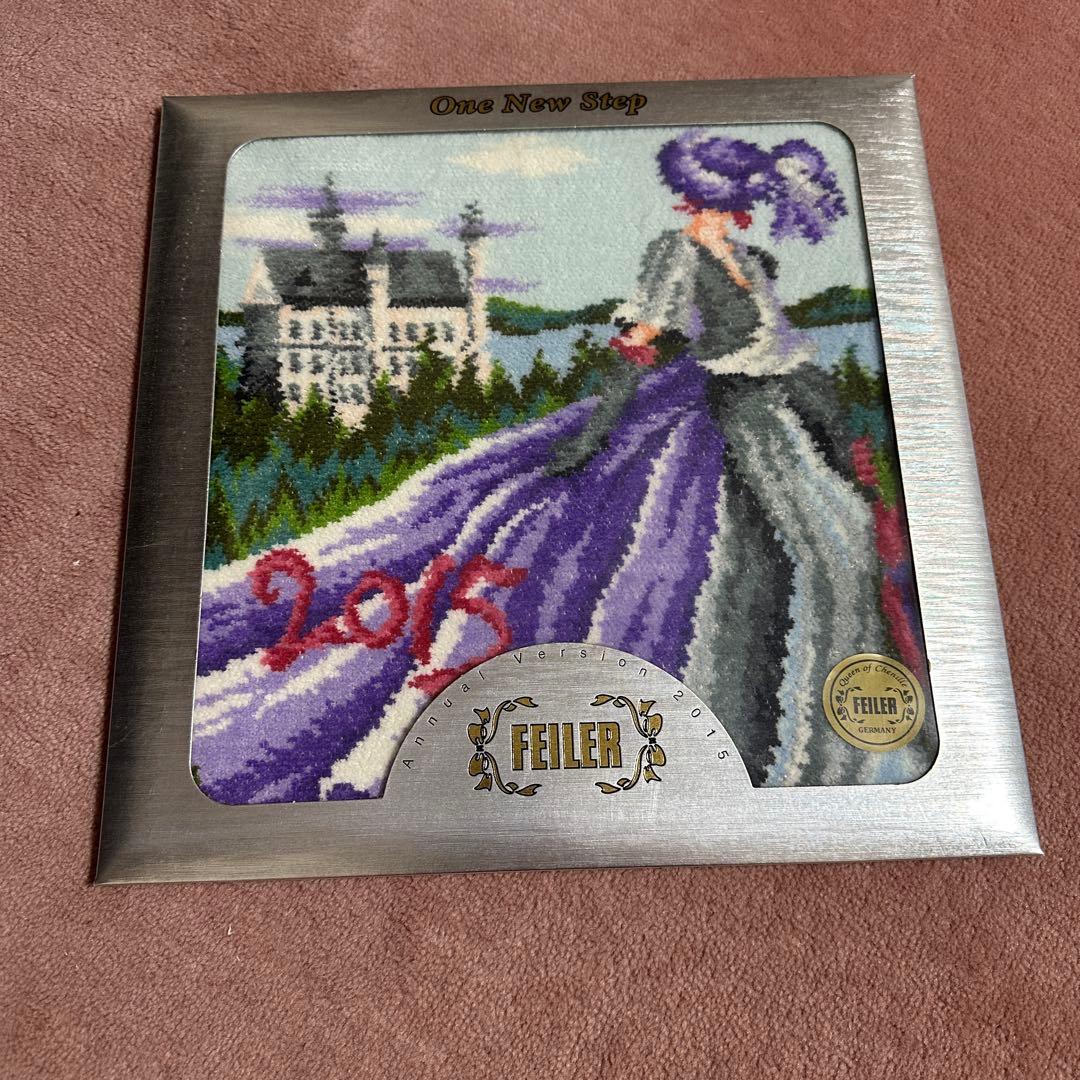 One New Step
2015
Annual Version 2015
FEILER
Queen of Chenille
FEILER
GERMANY